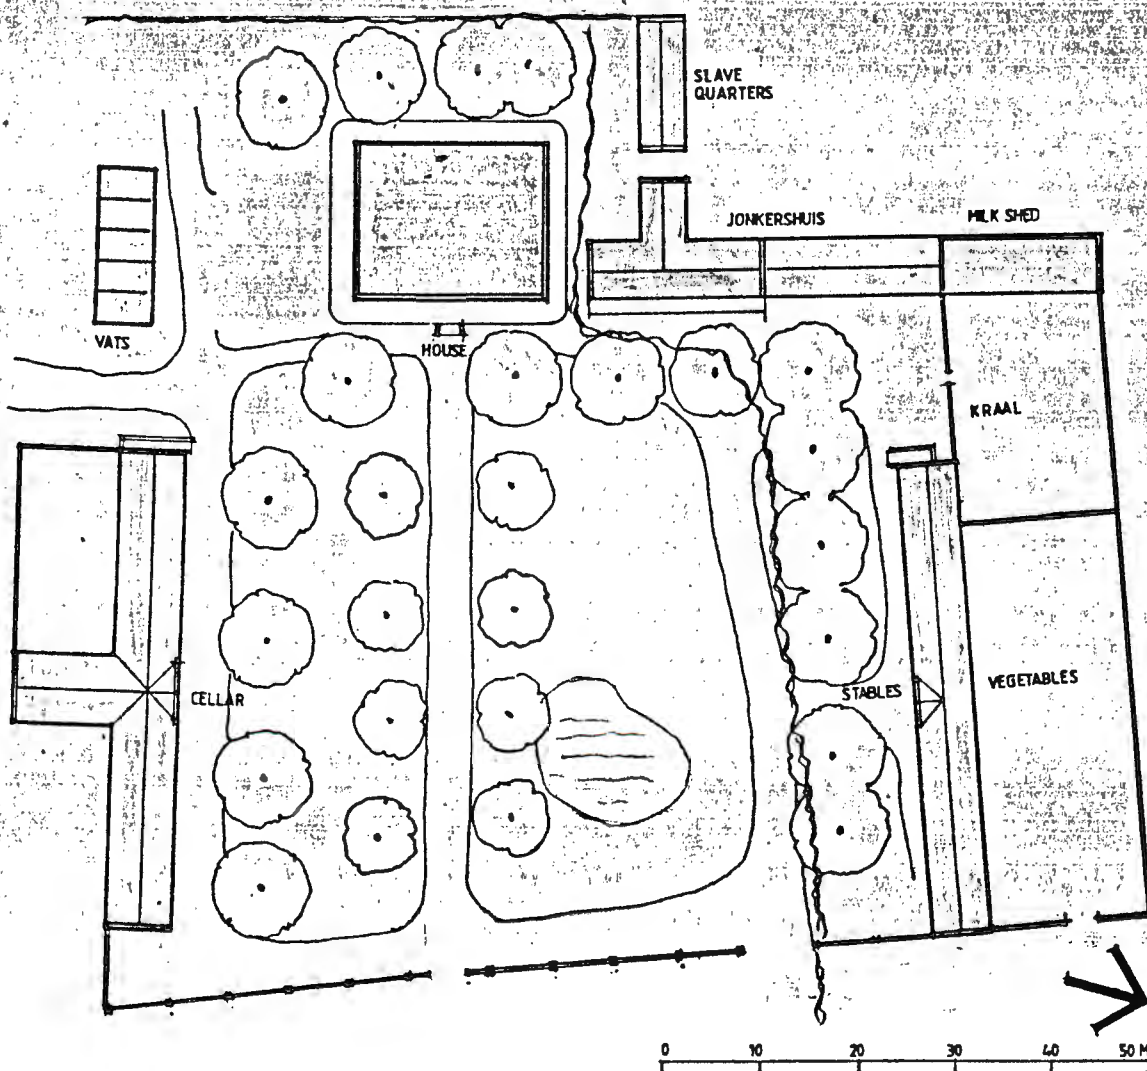 SLAVE
QUARTERS
JONKERSHUIS
MILK SHED
VATS
HOUSE
KRAAL
CELLAR
STABLES
VEGETABLES
0 10 20 30 40 50 M